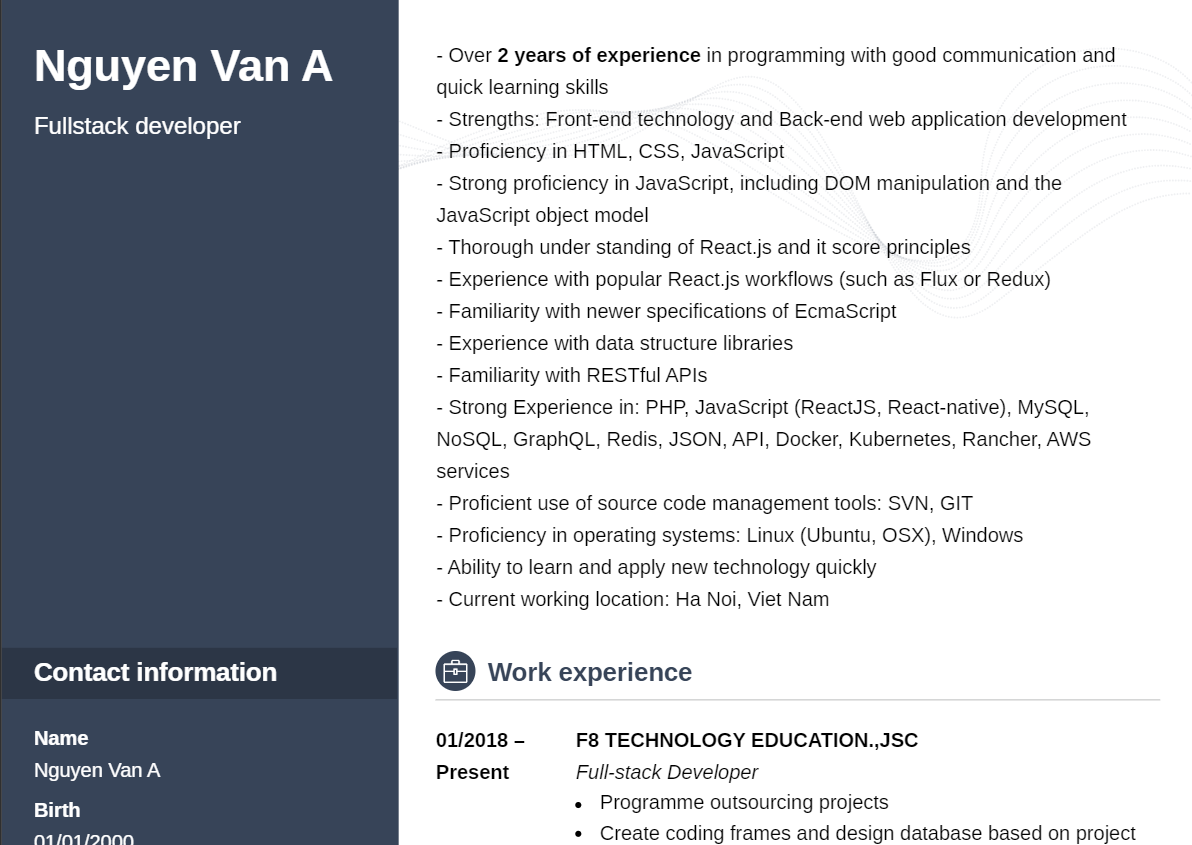 Nguyen Van A
Fullstack developer
- Over 2 years of experience in programming with good communication and
quick learning skills
- Strengths: Front-end technology and Back-end web application development
- Proficiency in HTML, CSS, JavaScript
- Strong proficiency in JavaScript, including DOM manipulation and the
JavaScript object model
- Thorough under standing of React.js and it score principles
- Experience with popular React.js workflows (such as Flux or Redux)
- Familiarity with newer specifications of EcmaScript
- Experience with data structure libraries
- Familiarity with RESTful APIs
- Strong Experience in: PHP, JavaScript (ReactJS, React-native), MySQL,
NoSQL, GraphQL, Redis, JSON, API, Docker, Kubernetes, Rancher, AWS
services
- Proficient use of source code management tools: SVN, GIT
- Proficiency in operating systems: Linux (Ubuntu, OSX), Windows
- Ability to learn and apply new technology quickly
- Current working location: Ha Noi, Viet Nam
Contact information
Name
Nguyen Van A
Birth
01/01/2000
Work experience
01/2018 –
Present
F8 TECHNOLOGY EDUCATION.,JSC
Full-stack Developer
• Programme outsourcing projects
• Create coding frames and design database based on project